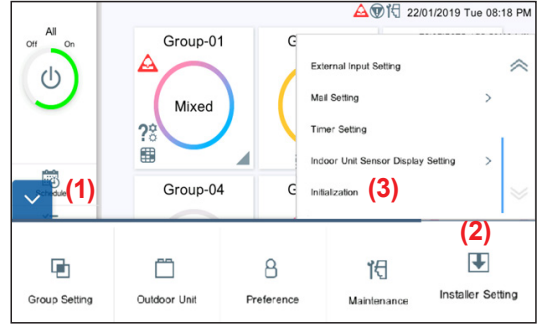 22/01/2019 Tue 08:18 PM
All
Off On
Group-01
G
External Input Setting
Mail Setting >
Mixed
Timer Setting
Indoor Unit Sensor Display Setting >
Schedule (1)
Group-04
G
Initialization (3)
(2)
Group Setting
Outdoor Unit
Preference
Maintenance
Installer Setting